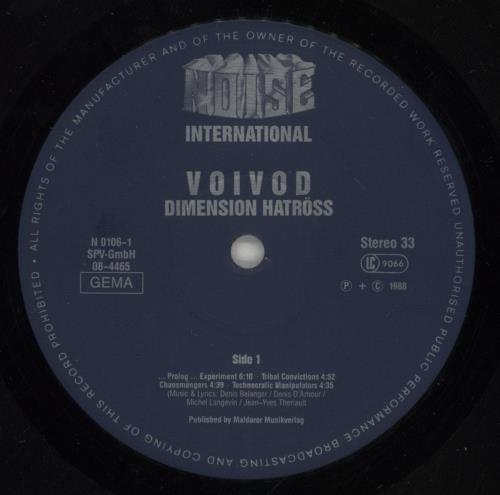 · ALL RIGHTS OF THE MANUFACTURER AND OF THE OWNER OF THE RECORDED WORK RESERVED UNAUTHORISED PUBLIC PERFORMANCE BROADCASTING AND COPYING OF THIS RECORD PROHIBITED
NOISE
INTERNATIONAL
VOIVOD
DIMENSION HATRÖSS
N 0106-1
SPV-GmbH
08-4465
GEMA
Stereo 33
LC 9066
Ⓟ + © 1988
Side 1
... Prolog ... Experiment 6:10 · Tribal Convictions 4:52
Chaosmöngers 4:39 · Technocratic Manipulators 4:35
(Music & Lyrics: Denis Belanger / Denis D'Amour /
Michel Langevin / Jean-Yves Theriault
Published by Maldoror Musikverlag